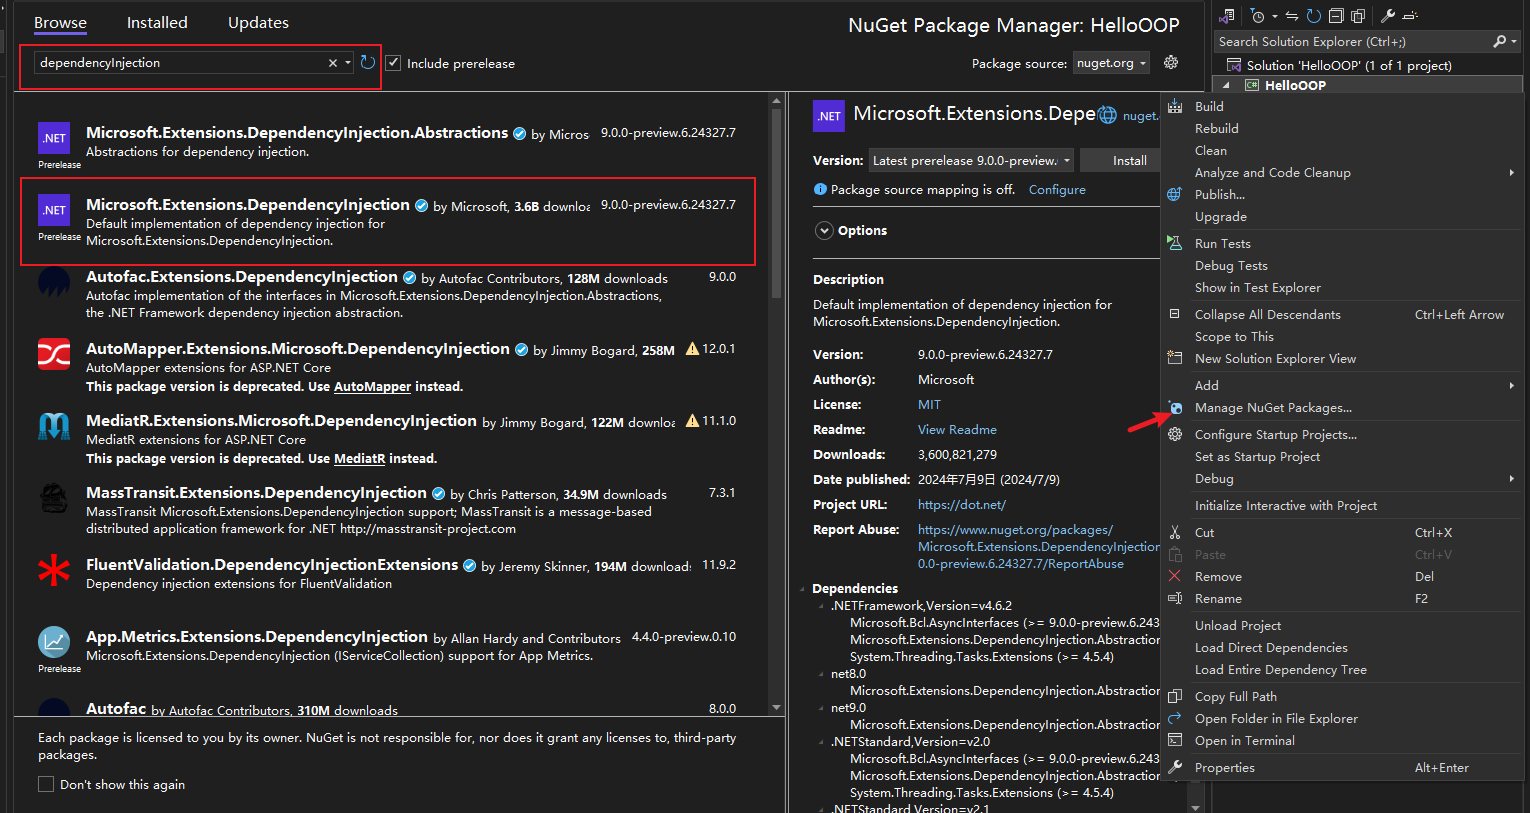 Browse
Installed
Updates
NuGet Package Manager: HelloOOP
dependencyInjection
Include prerelease
Package source:
nuget.org
.NET
Prerelease
Microsoft.Extensions.DependencyInjection.Abstractions
by Micros
9.0.0-preview.6.24327.7
Abstractions for dependency injection.
.NET
Prerelease
Microsoft.Extensions.DependencyInjection
by Microsoft, 3.6B downloa
9.0.0-preview.6.24327.7
Default implementation of dependency injection for
Microsoft.Extensions.DependencyInjection.
Autofac.Extensions.DependencyInjection
by Autofac Contributors, 128M downloads
9.0.0
Autofac implementation of the interfaces in Microsoft.Extensions.DependencyInjection.Abstractions,
the .NET Framework dependency injection abstraction.
AutoMapper.Extensions.Microsoft.DependencyInjection
by Jimmy Bogard, 258M
12.0.1
AutoMapper extensions for ASP.NET Core
This package version is deprecated. Use AutoMapper instead.
MediatR.Extensions.Microsoft.DependencyInjection
by Jimmy Bogard, 122M downloa
11.1.0
MediatR extensions for ASP.NET Core
This package version is deprecated. Use MediatR instead.
MassTransit.Extensions.DependencyInjection
by Chris Patterson, 34.9M downloads
7.3.1
MassTransit Microsoft.Extensions.DependencyInjection support; MassTransit is a message-based
distributed application framework for .NET http://masstransit-project.com
FluentValidation.DependencyInjectionExtensions
by Jeremy Skinner, 194M downloads
11.9.2
Dependency injection extensions for FluentValidation
Prerelease
App.Metrics.Extensions.DependencyInjection
by Allan Hardy and Contributors
4.4.0-preview.0.10
Microsoft.Extensions.DependencyInjection (IServiceCollection) support for App Metrics.
Autofac by Autofac Contributors, 310M downloads
8.0.0
Each package is licensed to you by its owner. NuGet is not responsible for, nor does it grant any licenses to, third-party
packages.
Don't show this again
.NET
Microsoft.Extensions.Depe
nuget.
Version:
Latest prerelease 9.0.0-preview.
Install
Package source mapping is off.
Configure
Options
Description
Default implementation of dependency injection for
Microsoft.Extensions.DependencyInjection.
Version: 9.0.0-preview.6.24327.7
Author(s): Microsoft
License: MIT
Readme: View Readme
Downloads: 3,600,821,279
Date published: 2024年7月9日 (2024/7/9)
Project URL: https://dot.net/
Report Abuse: https://www.nuget.org/packages/
Microsoft.Extensions.DependencyInjection
0.0-preview.6.24327.7/ReportAbuse
Dependencies
.NETFramework,Version=v4.6.2
Microsoft.Bcl.AsyncInterfaces (>= 9.0.0-preview.6.243
Microsoft.Extensions.DependencyInjection.Abstraction
System.Threading.Tasks.Extensions (>= 4.5.4)
net8.0
Microsoft.Extensions.DependencyInjection.Abstraction
net9.0
Microsoft.Extensions.DependencyInjection.Abstraction
.NETStandard,Version=v2.0
Microsoft.Bcl.AsyncInterfaces (>= 9.0.0-preview.6.243
Microsoft.Extensions.DependencyInjection.Abstraction
System.Threading.Tasks.Extensions (>= 4.5.4)
.NETStandard,Version=v2.1
Search Solution Explorer (Ctrl+;)
Solution 'HelloOOP' (1 of 1 project)
C# HelloOOP
Build
Rebuild
Clean
Analyze and Code Cleanup
Publish...
Upgrade
Run Tests
Debug Tests
Show in Test Explorer
Collapse All Descendants Ctrl+Left Arrow
Scope to This
New Solution Explorer View
Add
Manage NuGet Packages...
Configure Startup Projects...
Set as Startup Project
Debug
Initialize Interactive with Project
Cut Ctrl+X
Paste Ctrl+V
Remove Del
Rename F2
Unload Project
Load Direct Dependencies
Load Entire Dependency Tree
Copy Full Path
Open Folder in File Explorer
Open in Terminal
Properties Alt+Enter